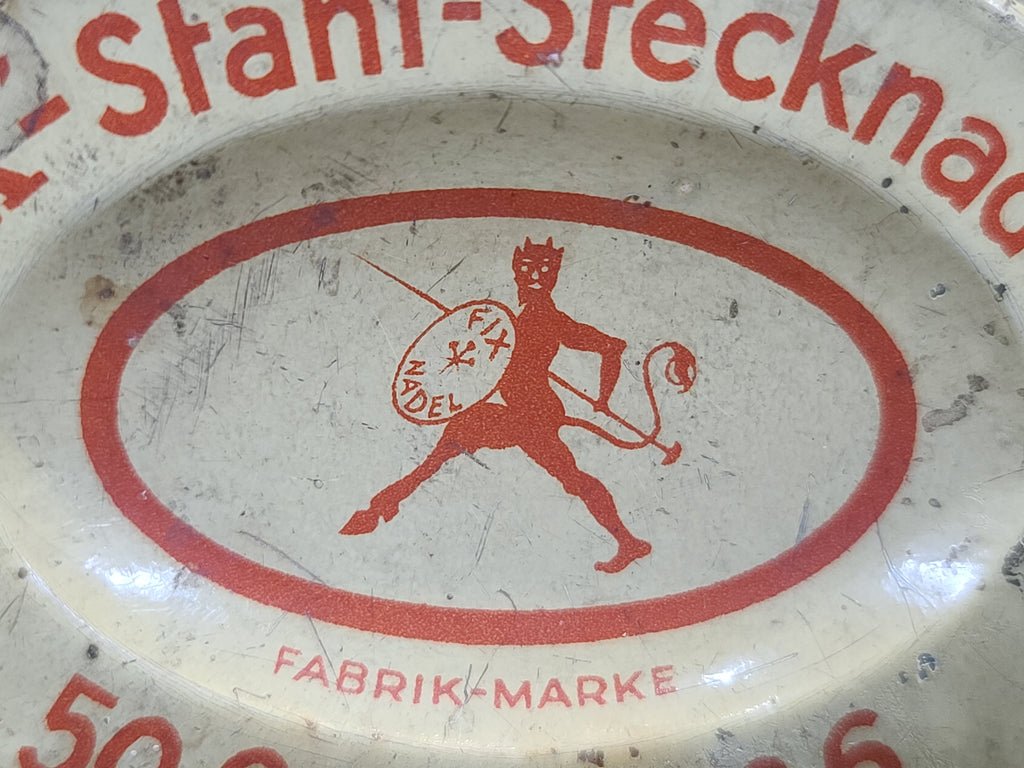 Stahl-Stecknad
FIX
NADEL
FABRIK-MARKE
50
6